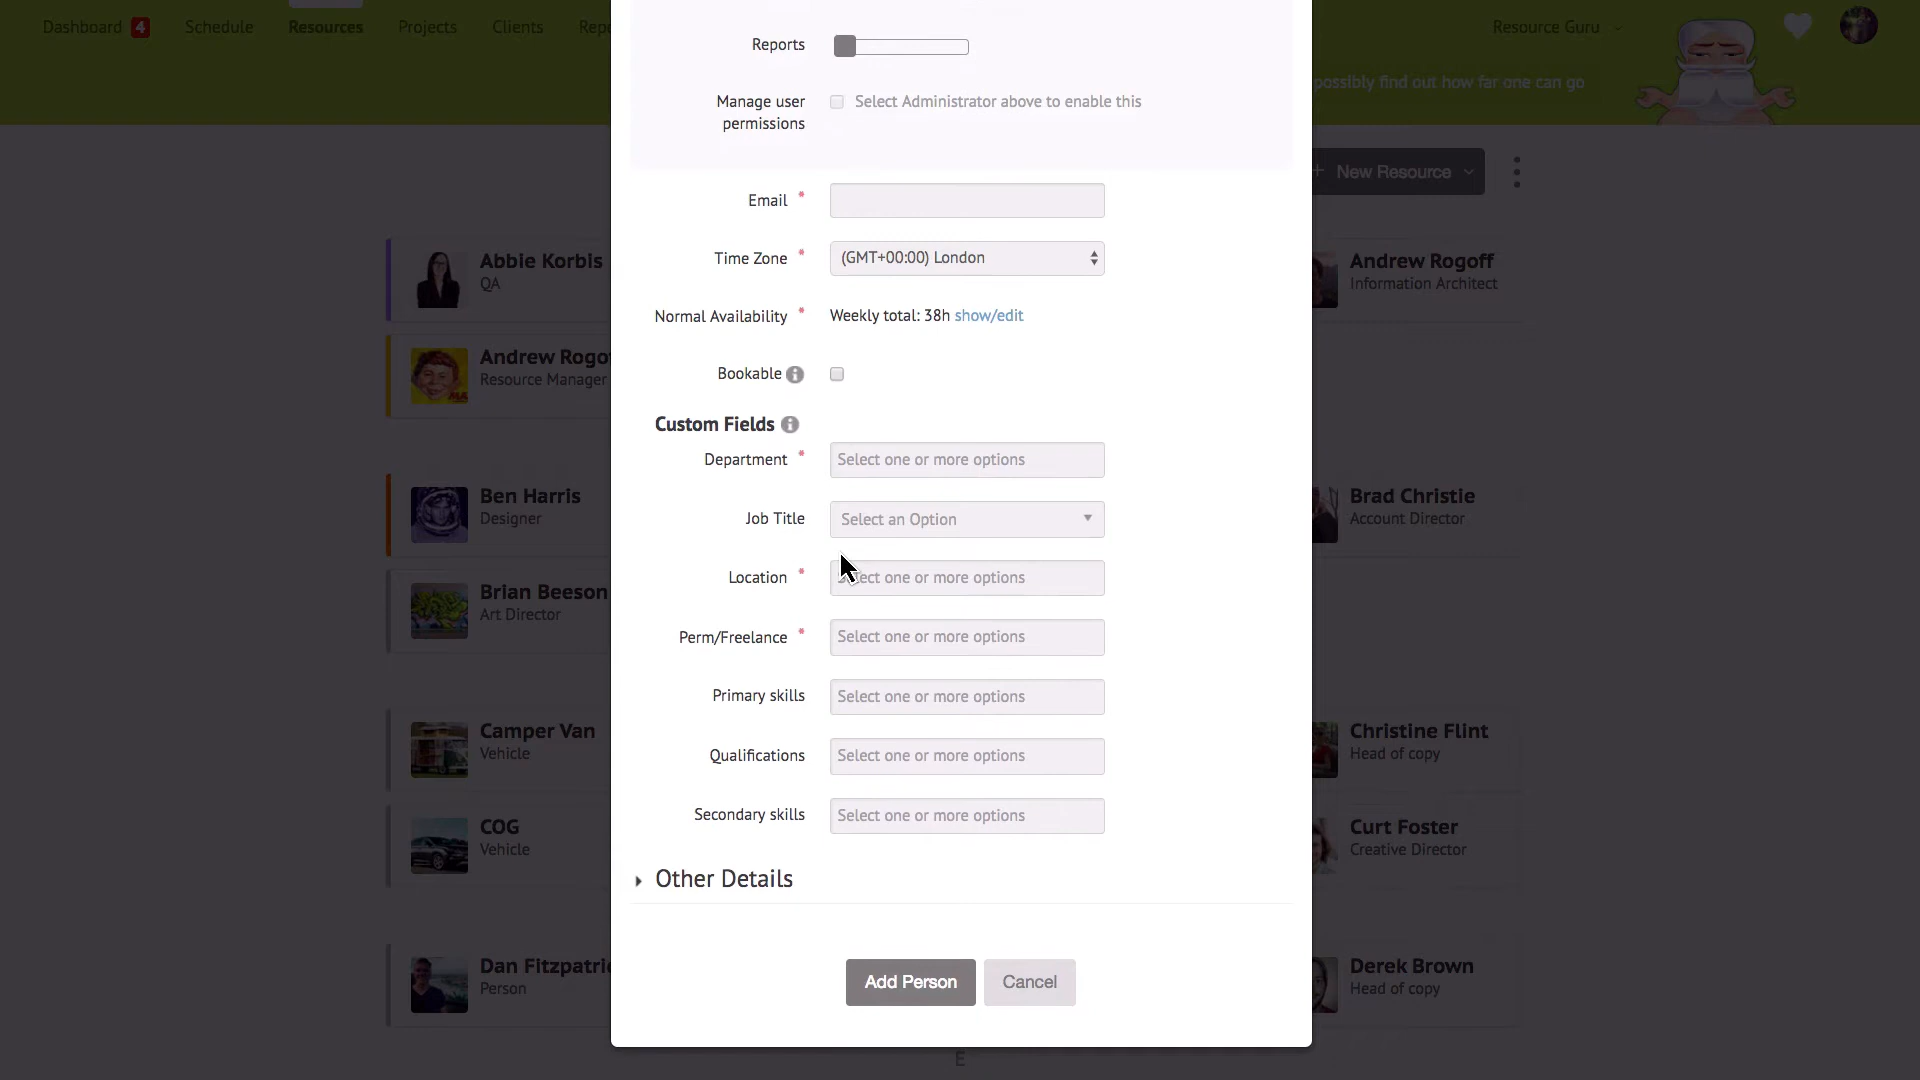 Dashboard 4 Schedule Resources Projects Clients Resource Guru
possibly find out how far one can go
Reports
Manage user
permissions
Select Administrator above to enable this
+ New Resource
Email *
Time Zone * (GMT+00:00) London
Normal Availability * Weekly total: 38h show/edit
Bookable i
Custom Fields i
Department * Select one or more options
Job Title Select an Option
Location * Select one or more options
Perm/Freelance * Select one or more options
Primary skills Select one or more options
Qualifications Select one or more options
Secondary skills Select one or more options
Other Details
Add Person Cancel
Abbie Korbis
QA
Andrew Rogoff
Information Architect
Andrew Rogo
Resource Manager
Ben Harris
Designer
Brad Christie
Account Director
Brian Beeson
Art Director
Camper Van
Vehicle
Christine Flint
Head of copy
COG
Vehicle
Curt Foster
Creative Director
Dan Fitzpatri
Person
Derek Brown
Head of copy
E